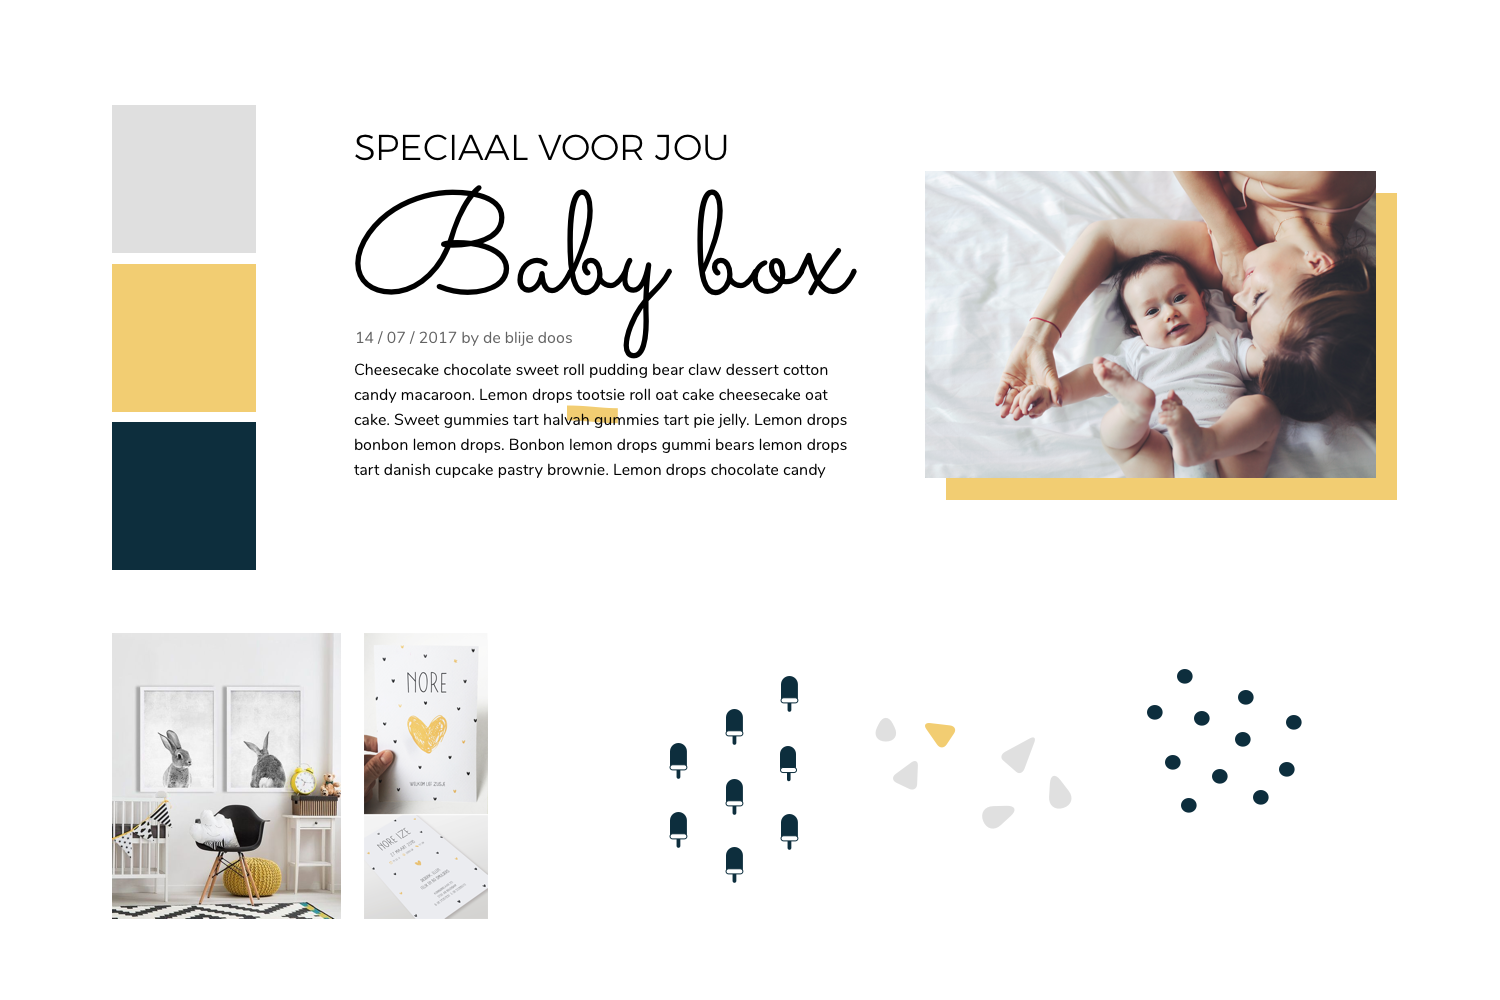 SPECIAAL VOOR JOU
Baby box
14 / 07 / 2017 by de blije doos
Cheesecake chocolate sweet roll pudding bear claw dessert cotton
candy macaroon. Lemon drops tootsie roll oat cake cheesecake oat
cake. Sweet gummies tart halvah gummies tart pie jelly. Lemon drops
bonbon lemon drops. Bonbon lemon drops gummi bears lemon drops
tart danish cupcake pastry brownie. Lemon drops chocolate candy
NORE
NORE IZE